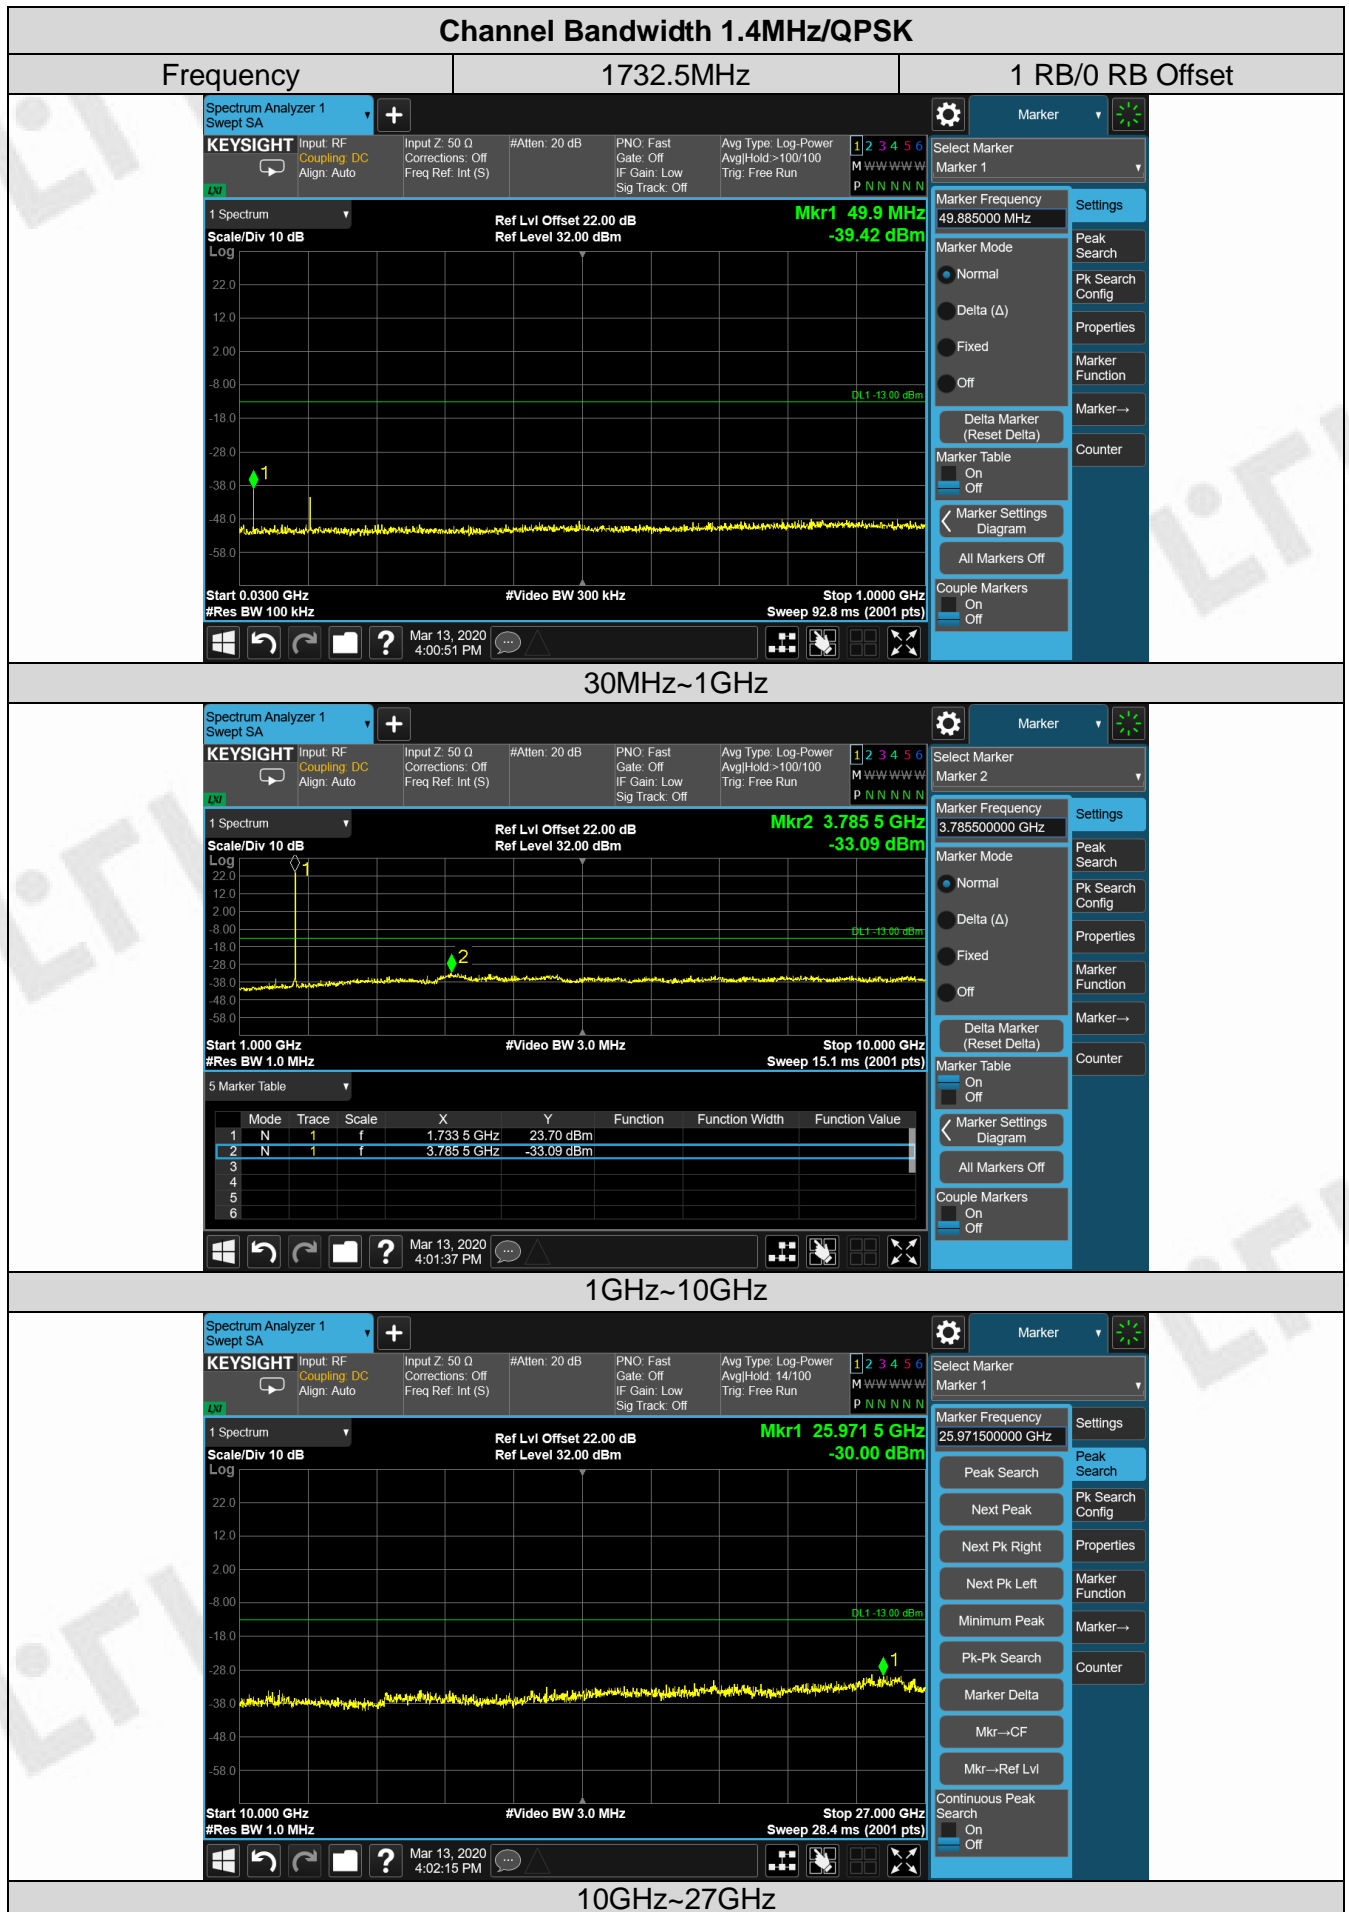 Channel Bandwidth 1.4MHz/QPSK
Frequency 1732.5MHz 1 RB/0 RB Offset
Spectrum Analyzer 1
Swept SA
Marker
KEYSIGHT Input: RF Input Z: 50 Ω #Atten: 20 dB PNO: Fast Avg Type: Log-Power 1 2 3 4 5 6
Coupling: DC Corrections: Off Gate: Off Avg|Hold:>100/100 M W W W W W
Align: Auto Freq Ref: Int (S) IF Gain: Low Trig: Free Run
Sig Track: Off P N N N N N
LXI
Select Marker
Marker 1
1 Spectrum Ref Lvl Offset 22.00 dB Mkr1 49.9 MHz
Scale/Div 10 dB Ref Level 32.00 dBm -39.42 dBm
Log
22.0
12.0
2.00
-8.00
DL1 -13.00 dBm
-18.0
-28.0
1
-38.0
-48.0
-58.0
Start 0.0300 GHz #Video BW 300 kHz Stop 1.0000 GHz
#Res BW 100 kHz Sweep 92.8 ms (2001 pts)
Marker Frequency
49.885000 MHz
Marker Mode
Normal
Delta (Δ)
Fixed
Off
Delta Marker
(Reset Delta)
Marker Table
On
Off
Marker Settings
Diagram
All Markers Off
Couple Markers
On
Off
Settings
Peak
Search
Pk Search
Config
Properties
Marker
Function
Marker→
Counter
? Mar 13, 2020
4:00:51 PM
30MHz~1GHz
Spectrum Analyzer 1
Swept SA
Marker
KEYSIGHT Input: RF Input Z: 50 Ω #Atten: 20 dB PNO: Fast Avg Type: Log-Power 1 2 3 4 5 6
Coupling: DC Corrections: Off Gate: Off Avg|Hold:>100/100 M W W W W W
Align: Auto Freq Ref: Int (S) IF Gain: Low Trig: Free Run
Sig Track: Off P N N N N N
LXI
Select Marker
Marker 2
1 Spectrum Ref Lvl Offset 22.00 dB Mkr2 3.785 5 GHz
Scale/Div 10 dB Ref Level 32.00 dBm -33.09 dBm
Log
1
22.0
12.0
2.00
-8.00
DL1 -13.00 dBm
-18.0
2
-28.0
-38.0
-48.0
-58.0
Start 1.000 GHz #Video BW 3.0 MHz Stop 10.000 GHz
#Res BW 1.0 MHz Sweep 15.1 ms (2001 pts)
5 Marker Table
Mode Trace Scale X Y Function Function Width Function Value
1 N 1 f 1.733 5 GHz 23.70 dBm
2 N 1 f 3.785 5 GHz -33.09 dBm
3
4
5
6
Marker Frequency
3.785500000 GHz
Marker Mode
Normal
Delta (Δ)
Fixed
Off
Delta Marker
(Reset Delta)
Marker Table
On
Off
Marker Settings
Diagram
All Markers Off
Couple Markers
On
Off
Settings
Peak
Search
Pk Search
Config
Properties
Marker
Function
Marker→
Counter
? Mar 13, 2020
4:01:37 PM
1GHz~10GHz
Spectrum Analyzer 1
Swept SA
Marker
KEYSIGHT Input: RF Input Z: 50 Ω #Atten: 20 dB PNO: Fast Avg Type: Log-Power 1 2 3 4 5 6
Coupling: DC Corrections: Off Gate: Off Avg|Hold: 14/100 M W W W W W
Align: Auto Freq Ref: Int (S) IF Gain: Low Trig: Free Run
Sig Track: Off P N N N N N
LXI
Select Marker
Marker 1
1 Spectrum Ref Lvl Offset 22.00 dB Mkr1 25.971 5 GHz
Scale/Div 10 dB Ref Level 32.00 dBm -30.00 dBm
Log
22.0
12.0
2.00
-8.00
DL1 -13.00 dBm
-18.0
1
-28.0
-38.0
-48.0
-58.0
Start 10.000 GHz #Video BW 3.0 MHz Stop 27.000 GHz
#Res BW 1.0 MHz Sweep 28.4 ms (2001 pts)
Marker Frequency
25.971500000 GHz
Peak Search
Next Peak
Next Pk Right
Next Pk Left
Minimum Peak
Pk-Pk Search
Marker Delta
Mkr→CF
Mkr→Ref Lvl
Continuous Peak
Search
On
Off
Settings
Peak
Search
Pk Search
Config
Properties
Marker
Function
Marker→
Counter
? Mar 13, 2020
4:02:15 PM
10GHz~27GHz